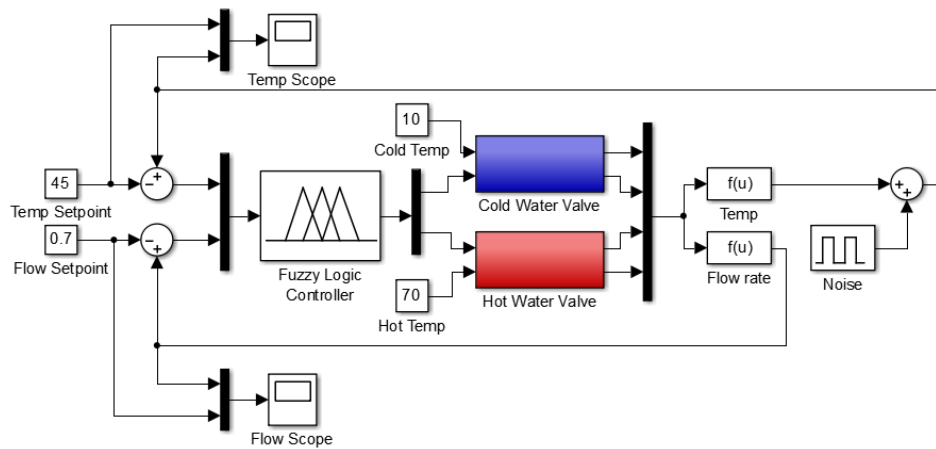 Temp Scope
10
Cold Temp
45
Temp Setpoint
− +
f(u)
Temp
+ +
Cold Water Valve
0.7
Flow Setpoint
− +
Fuzzy Logic
Controller
f(u)
Flow rate
Noise
70
Hot Temp
Hot Water Valve
Flow Scope